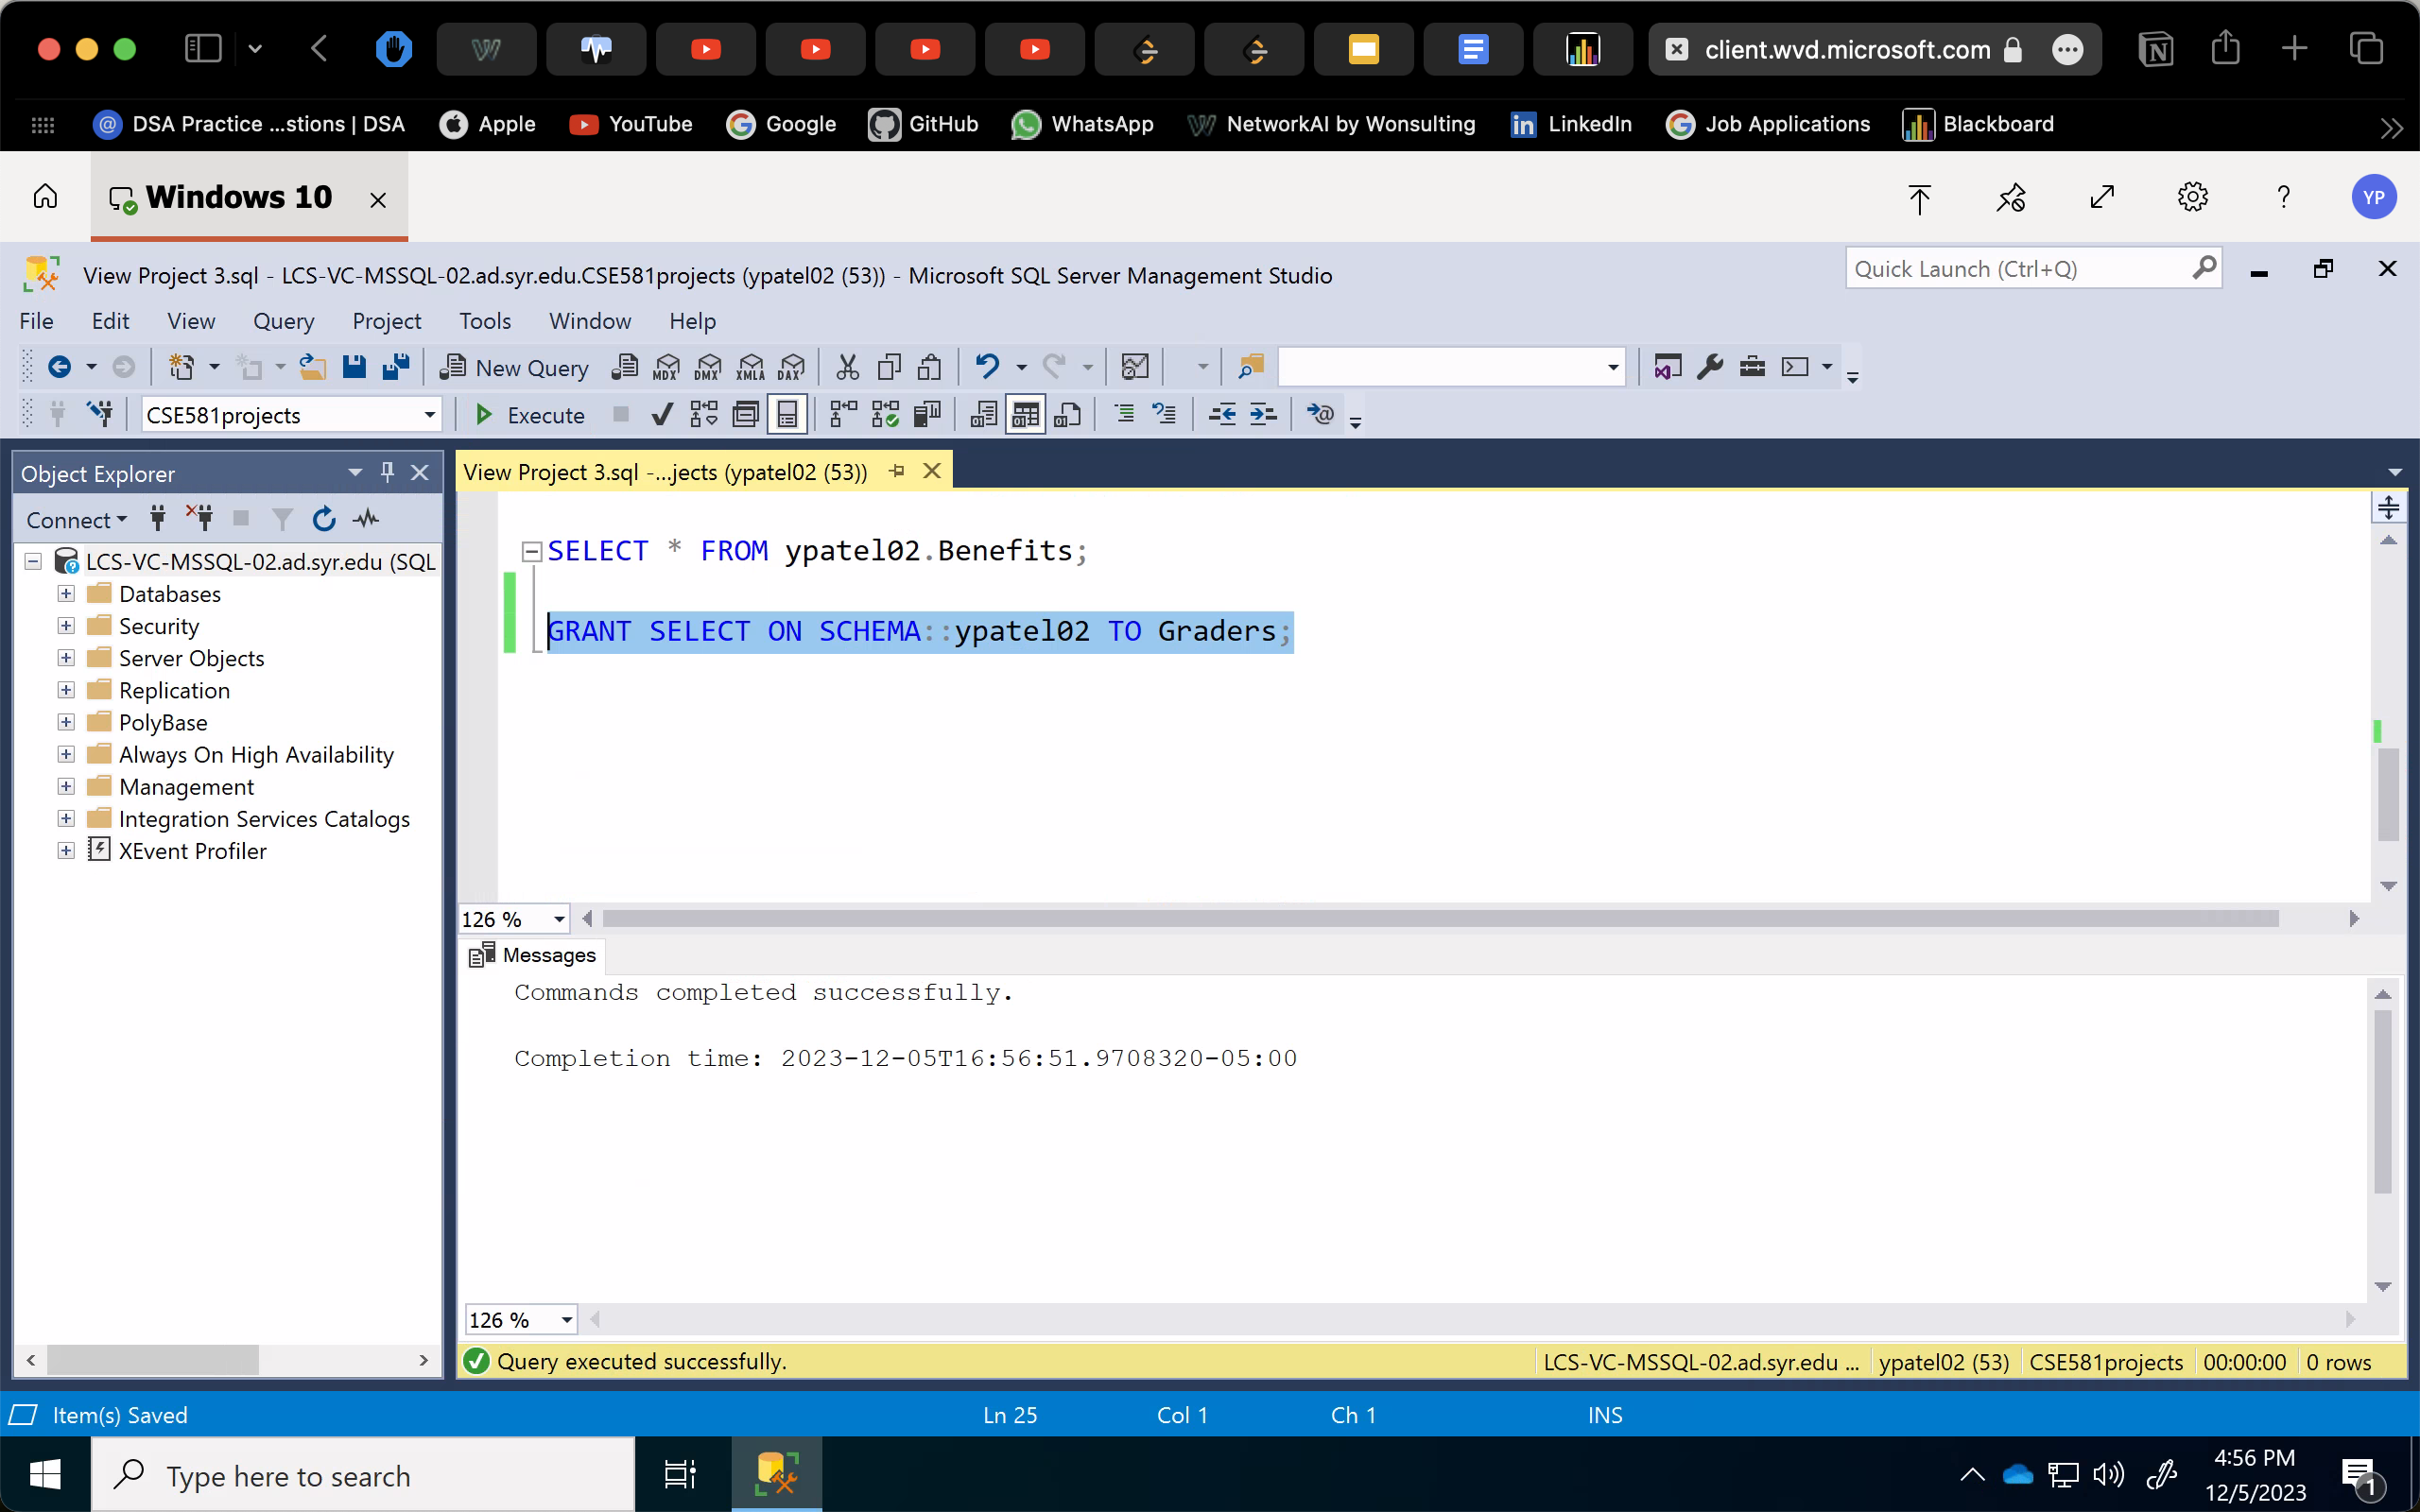 client.wvd.microsoft.com
DSA Practice ...stions | DSA
Apple
YouTube
Google
GitHub
WhatsApp
NetworkAI by Wonsulting
LinkedIn
Job Applications
Blackboard
Windows 10
YP
View Project 3.sql - LCS-VC-MSSQL-02.ad.syr.edu.CSE581projects (ypatel02 (53)) - Microsoft SQL Server Management Studio
Quick Launch (Ctrl+Q)
File Edit View Query Project Tools Window Help
New Query MDX DMX XMLA DAX
CSE581projects
Execute
Object Explorer
View Project 3.sql -...jects (ypatel02 (53))
Connect
LCS-VC-MSSQL-02.ad.syr.edu (SQL
Databases
Security
Server Objects
Replication
PolyBase
Always On High Availability
Management
Integration Services Catalogs
XEvent Profiler
SELECT * FROM ypatel02.Benefits;
GRANT SELECT ON SCHEMA::ypatel02 TO Graders;
126 %
Messages
Commands completed successfully.
Completion time: 2023-12-05T16:56:51.9708320-05:00
126 %
Query executed successfully.
LCS-VC-MSSQL-02.ad.syr.edu ...
ypatel02 (53)
CSE581projects
00:00:00
0 rows
Item(s) Saved
Ln 25
Col 1
Ch 1
INS
Type here to search
4:56 PM
12/5/2023
1